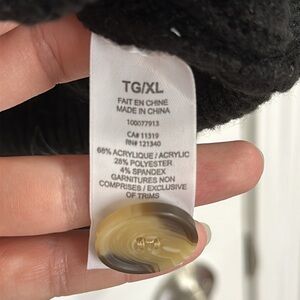 TG/XL
FAIT EN CHINE
MADE IN CHINA
100077913
CA# 11319
RN# 121340
68% ACRYLIQUE / ACRYLIC
28% POLYESTER
4% SPANDEX
GARNITURES NON
COMPRISES / EXCLUSIVE
OF TRIMS